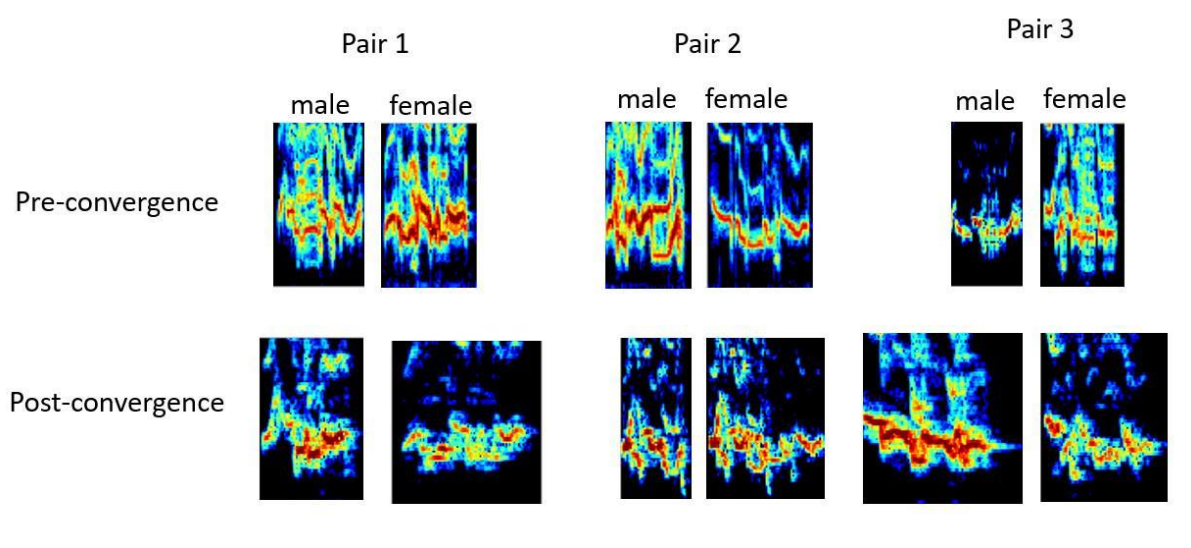 Pair 1
Pair 2
Pair 3
male
female
male
female
male
female
Pre-convergence
Post-convergence